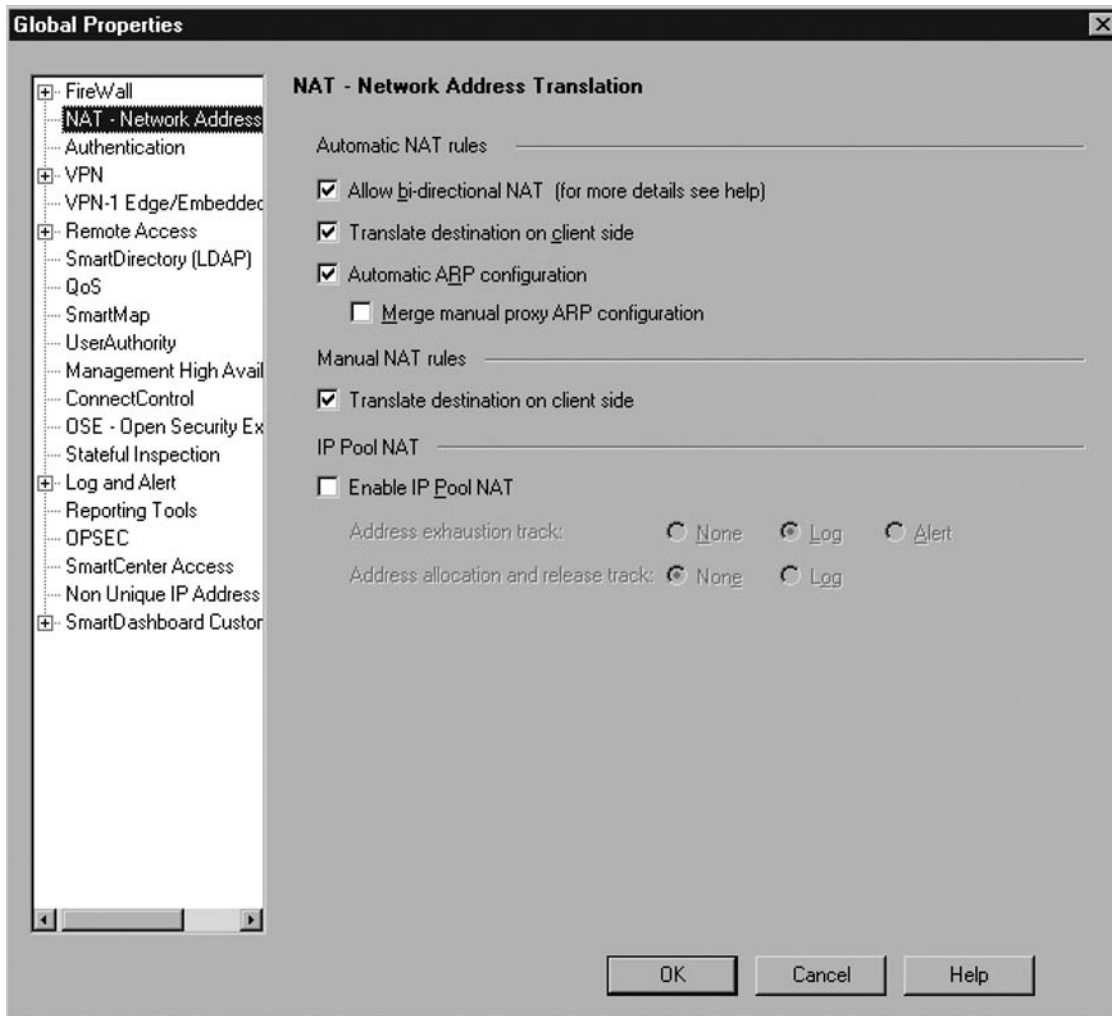 Global Properties
FireWall
NAT - Network Address
Authentication
VPN
VPN-1 Edge/Embedded
Remote Access
SmartDirectory (LDAP)
QoS
SmartMap
UserAuthority
Management High Avail
ConnectControl
OSE - Open Security Ex
Stateful Inspection
Log and Alert
Reporting Tools
OPSEC
SmartCenter Access
Non Unique IP Address
SmartDashboard Custor
NAT - Network Address Translation
Automatic NAT rules
Allow bi-directional NAT (for more details see help)
Translate destination on client side
Automatic ARP configuration
Merge manual proxy ARP configuration
Manual NAT rules
Translate destination on client side
IP Pool NAT
Enable IP Pool NAT
Address exhaustion track: None Log Alert
Address allocation and release track: None Log
OK Cancel Help